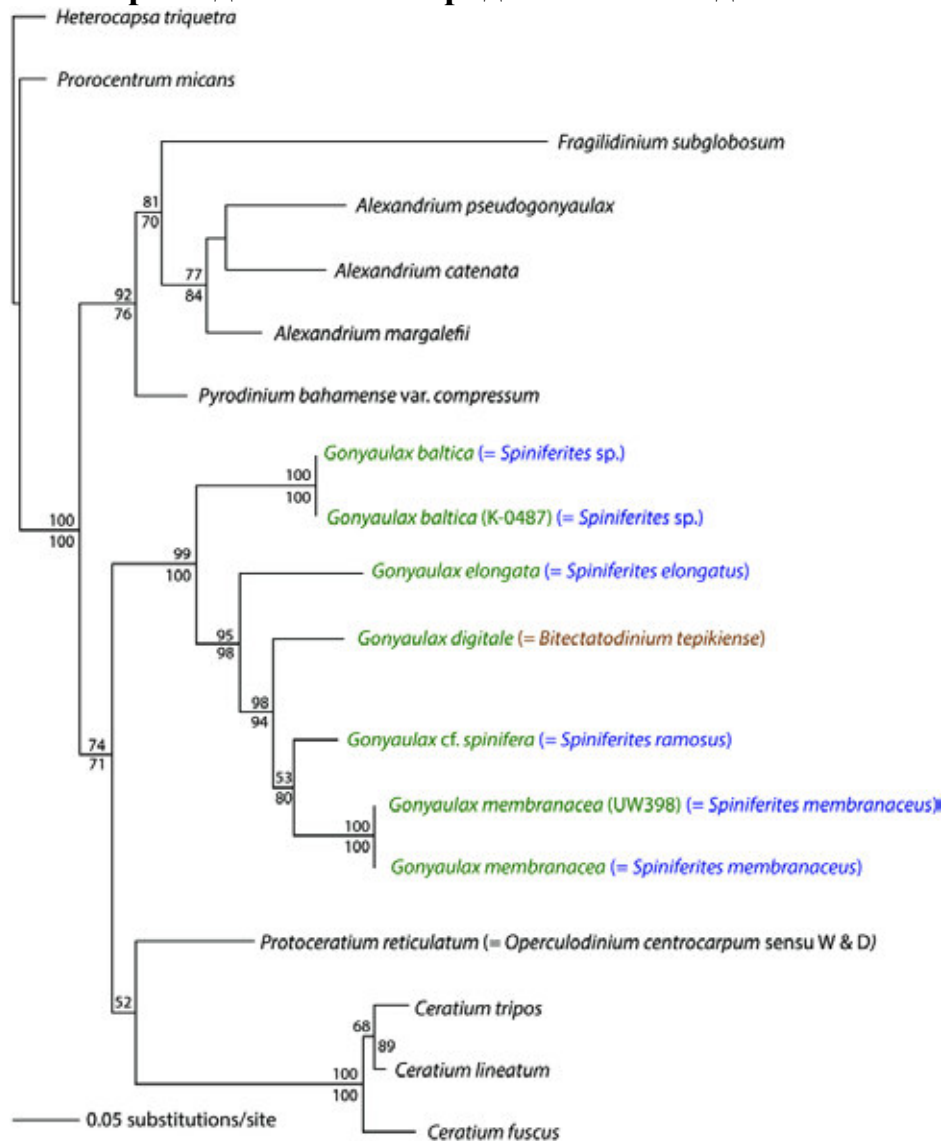 Heterocapsa triquetra
Prorocentrum micans
Fragilidinium subglobosum
81
70
Alexandrium pseudogonyaulax
Alexandrium catenata
77
84
92
76
Alexandrium margalefii
Pyrodinium bahamense var. compressum
Gonyaulax baltica (= Spiniferites sp.)
100
100
Gonyaulax baltica (K-0487) (= Spiniferites sp.)
100
100
99
100
Gonyaulax elongata (= Spiniferites elongatus)
95
98
Gonyaulax digitale (= Bitectatodinium tepikiense)
98
94
74
71
Gonyaulax cf. spinifera (= Spiniferites ramosus)
53
80
Gonyaulax membranacea (UW398) (= Spiniferites membranaceus)
100
100
Gonyaulax membranacea (= Spiniferites membranaceus)
Protoceratium reticulatum (= Operculodinium centrocarpum sensu W & D)
52
Ceratium tripos
68
89
Ceratium lineatum
100
100
0.05 substitutions/site
Ceratium fuscus